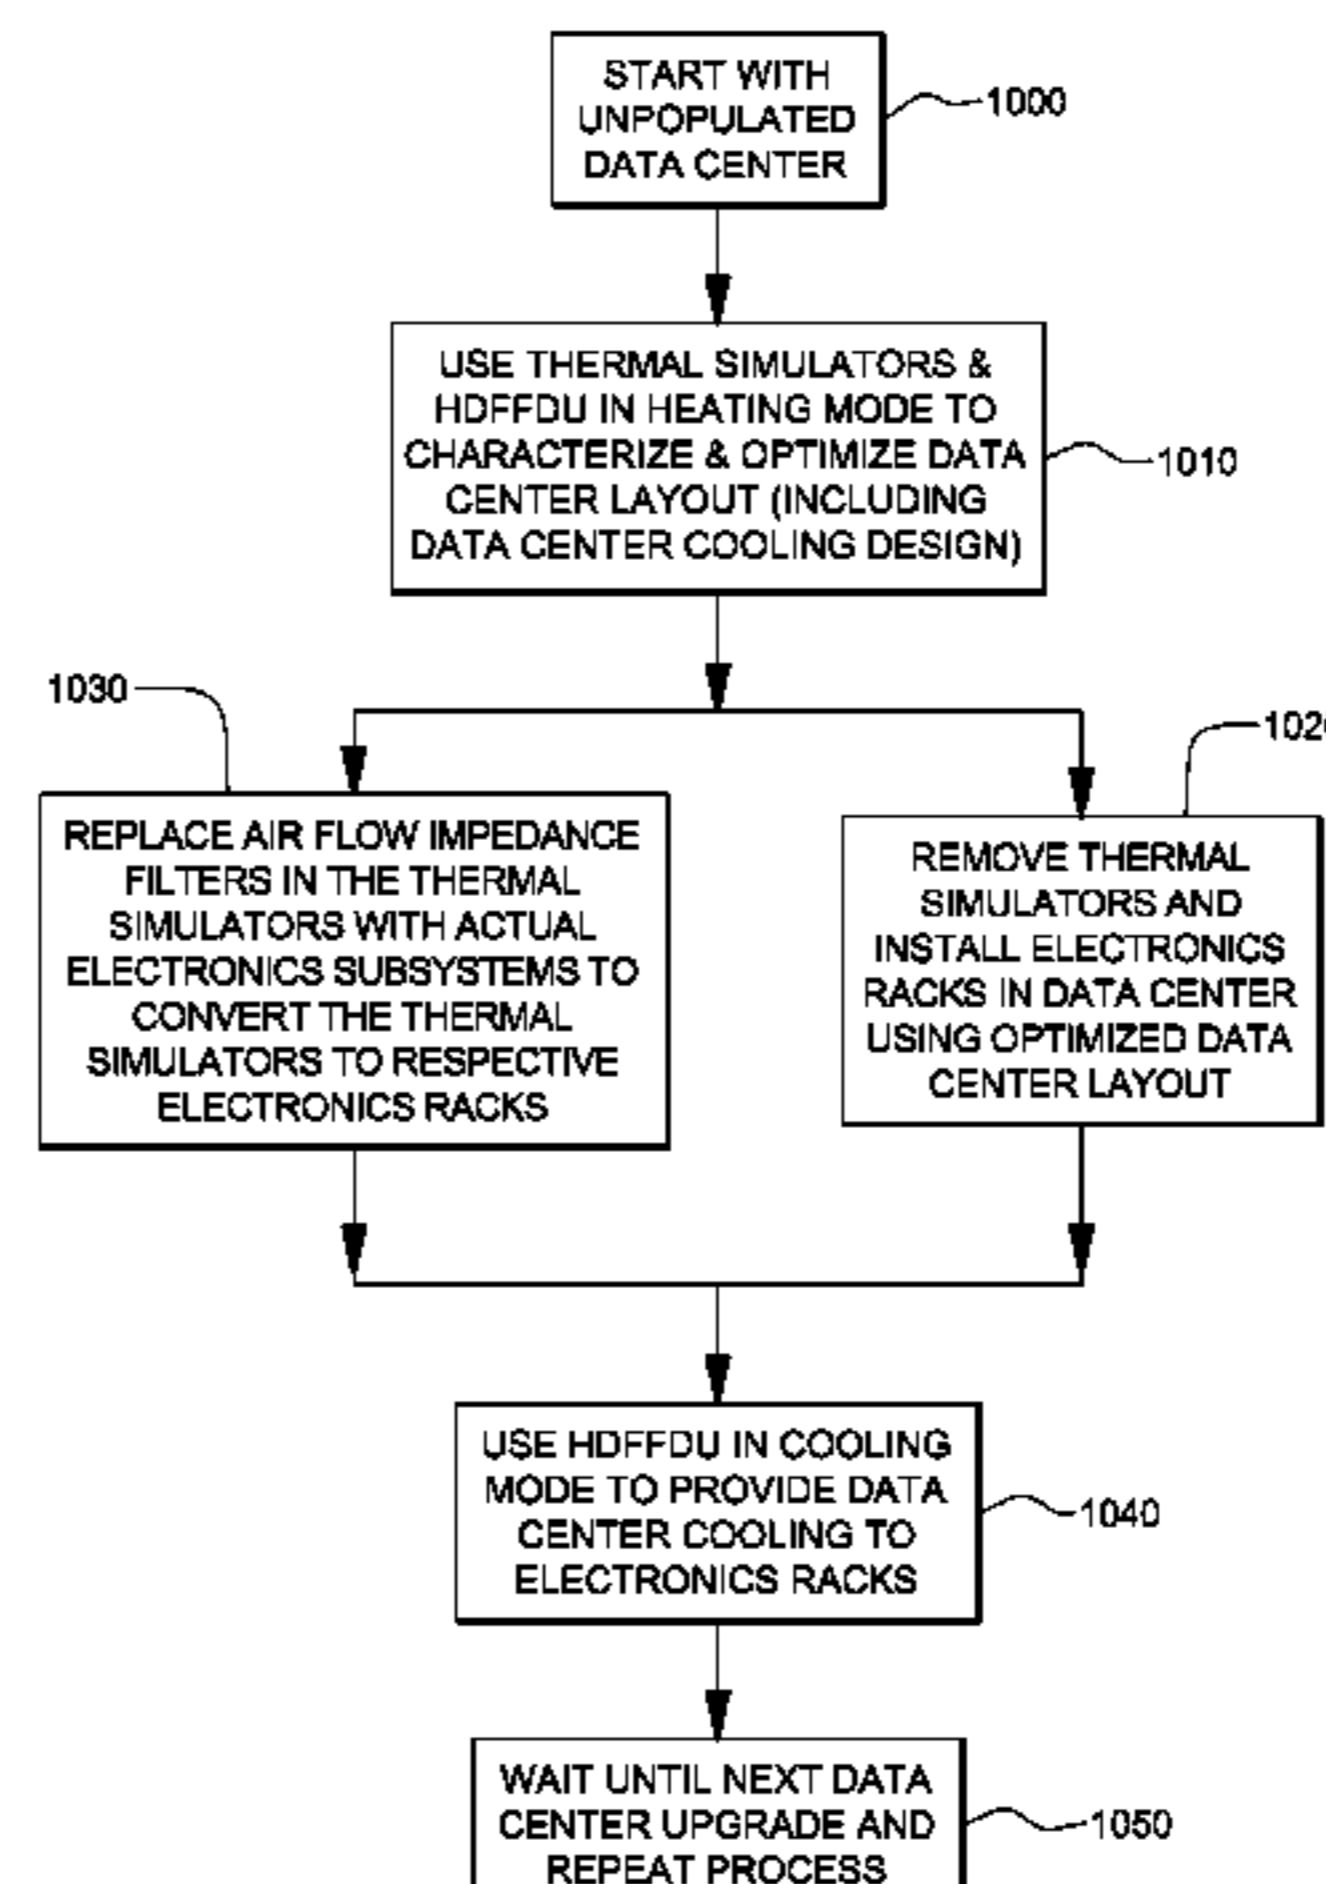 START WITH
UNPOPULATED
DATA CENTER
1000
USE THERMAL SIMULATORS &
HDFFDU IN HEATING MODE TO
CHARACTERIZE & OPTIMIZE DATA
CENTER LAYOUT (INCLUDING
DATA CENTER COOLING DESIGN)
1010
1030
REPLACE AIR FLOW IMPEDANCE
FILTERS IN THE THERMAL
SIMULATORS WITH ACTUAL
ELECTRONICS SUBSYSTEMS TO
CONVERT THE THERMAL
SIMULATORS TO RESPECTIVE
ELECTRONICS RACKS
REMOVE THERMAL
SIMULATORS AND
INSTALL ELECTRONICS
RACKS IN DATA CENTER
USING OPTIMIZED DATA
CENTER LAYOUT
USE HDFFDU IN COOLING
MODE TO PROVIDE DATA
CENTER COOLING TO
ELECTRONICS RACKS
1040
WAIT UNTIL NEXT DATA
CENTER UPGRADE AND
REPEAT PROCESS
1050